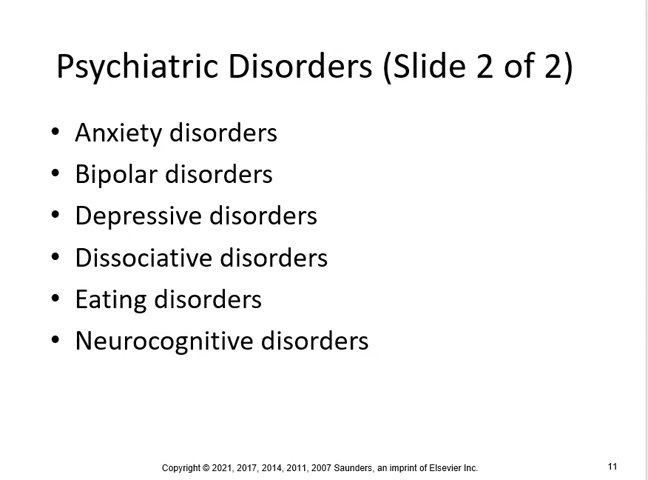 Psychiatric Disorders (Slide 2 of 2)
• Anxiety disorders
• Bipolar disorders
• Depressive disorders
• Dissociative disorders
• Eating disorders
• Neurocognitive disorders
Copyright © 2021, 2017, 2014, 2011, 2007 Saunders, an imprint of Elsevier Inc.
11